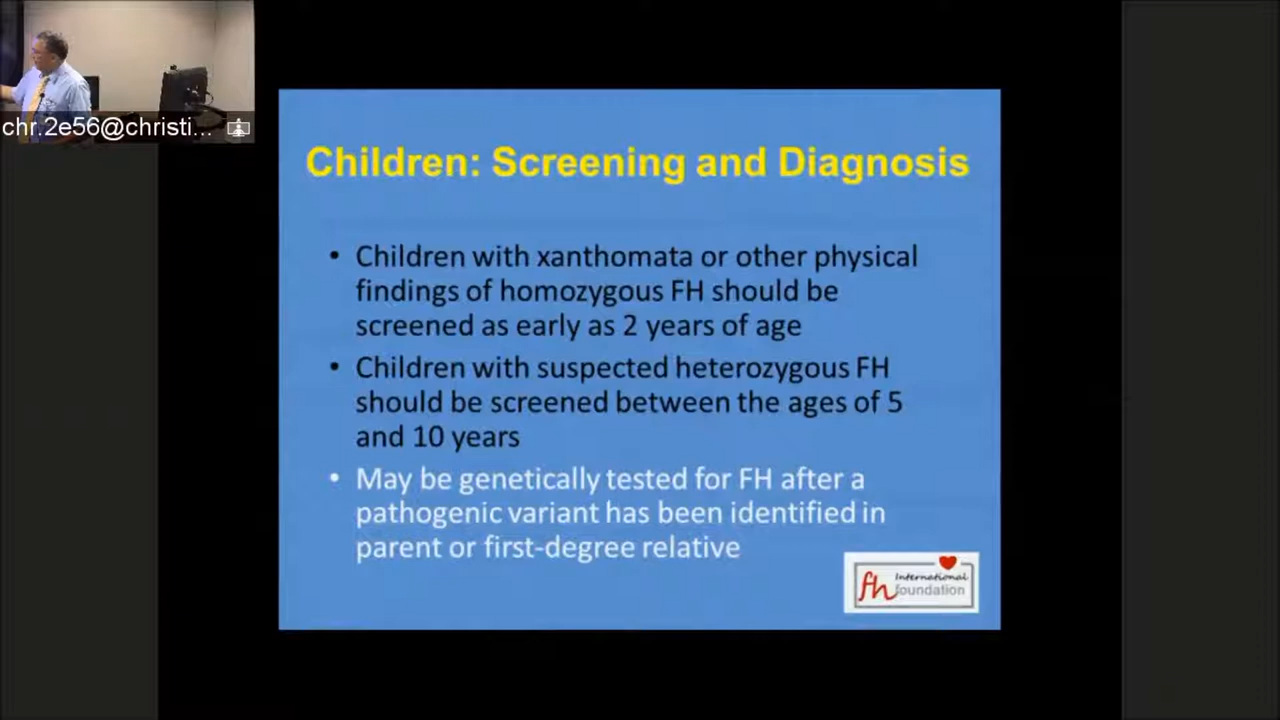 chr.2e56@christi...
Children: Screening and Diagnosis
• Children with xanthomata or other physical
findings of homozygous FH should be
screened as early as 2 years of age
• Children with suspected heterozygous FH
should be screened between the ages of 5
and 10 years
• May be genetically tested for FH after a
pathogenic variant has been identified in
parent or first-degree relative
fh International
foundation